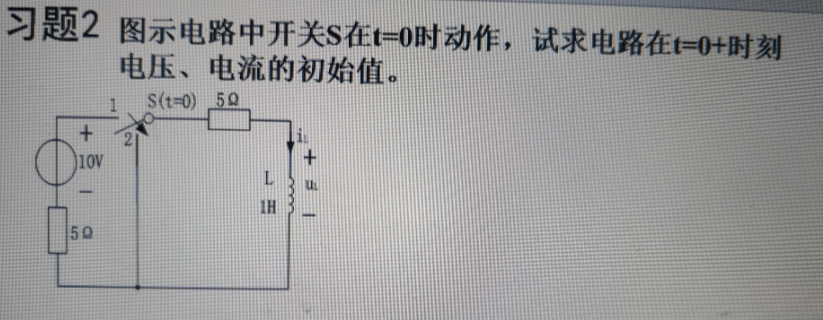 习题2 图示电路中开关S在t=0时动作，试求电路在t=0+时刻
电压、电流的初始值。
1 S(t=0) 5Ω
2
+
10V
−
5Ω
iL
+
L uL
1H −